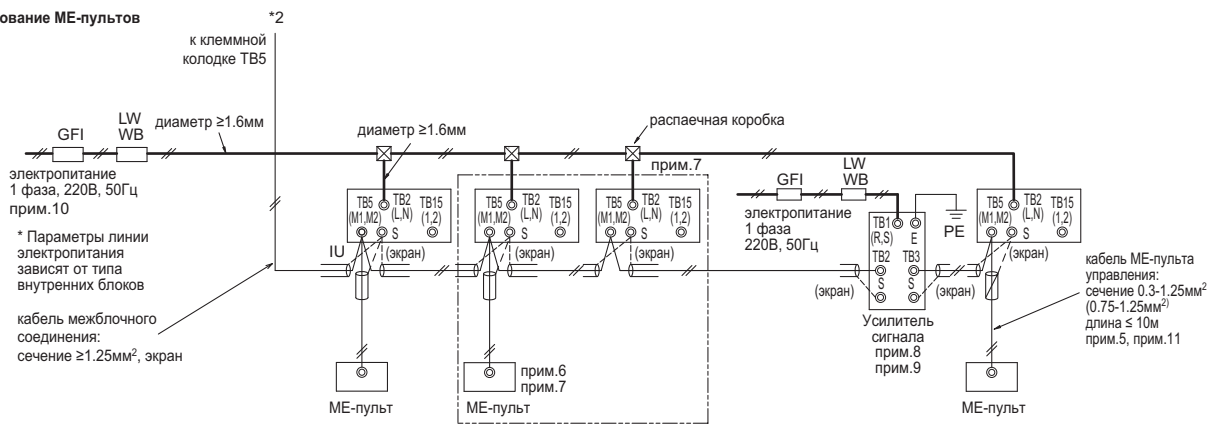 ование ME-пультов
*2
к клеммной
колодке TB5
GFI
LW
WB
диаметр ≥1.6мм
диаметр ≥1.6мм
распаечная коробка
электропитание
1 фаза, 220В, 50Гц
прим.10
* Параметры линии
электропитания
зависят от типа
внутренних блоков
кабель межблочного
соединения:
сечение ≥1.25мм², экран
IU
TB5
(M1,M2)
TB2
(L,N)
TB15
(1,2)
S
(экран)
ME-пульт
TB5
(M1,M2)
TB2
(L,N)
TB15
(1,2)
S
(экран)
прим.6
прим.7
ME-пульт
прим.7
TB5
(M1,M2)
TB2
(L,N)
TB15
(1,2)
S
(экран)
GFI
LW
WB
электропитание
1 фаза
220В, 50Гц
TB1
(R,S)
E
PE
TB2
S
TB3
S
(экран)
(экран)
Усилитель
сигнала
прим.8
прим.9
TB5
(M1,M2)
TB2
(L,N)
TB15
(1,2)
S
(экран)
ME-пульт
кабель ME-пульта
управления:
сечение 0.3-1.25мм²
(0.75-1.25мм²⁾
длина ≤ 10м
прим.5, прим.11